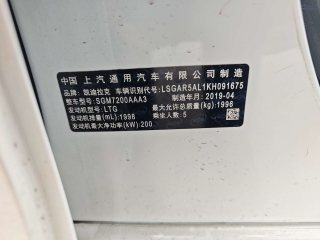 中国上汽通用汽车有限公司制造
品牌: 凯迪拉克 车辆识别代号: LSGAR5AL1KH091675
整车型号: SGM7200AAA3 制造年月: 2019-04
发动机型号: LTG 最大允许总质量(kg): 1996
发动机排量(mL): 1998 乘坐人数: 5
发动机最大净功率(kW): 200